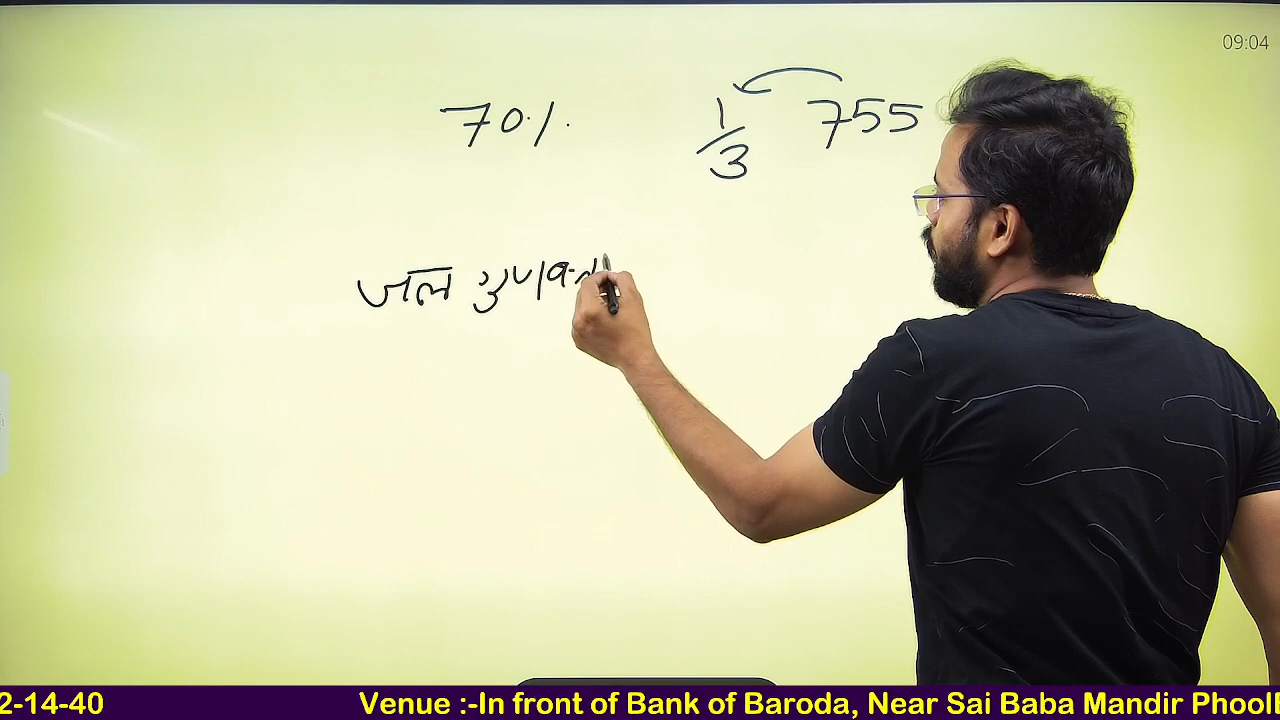 09:04
70% 1/3 755
जल गुणवत्
2-14-40 Venue :-In front of Bank of Baroda, Near Sai Baba Mandir Phool